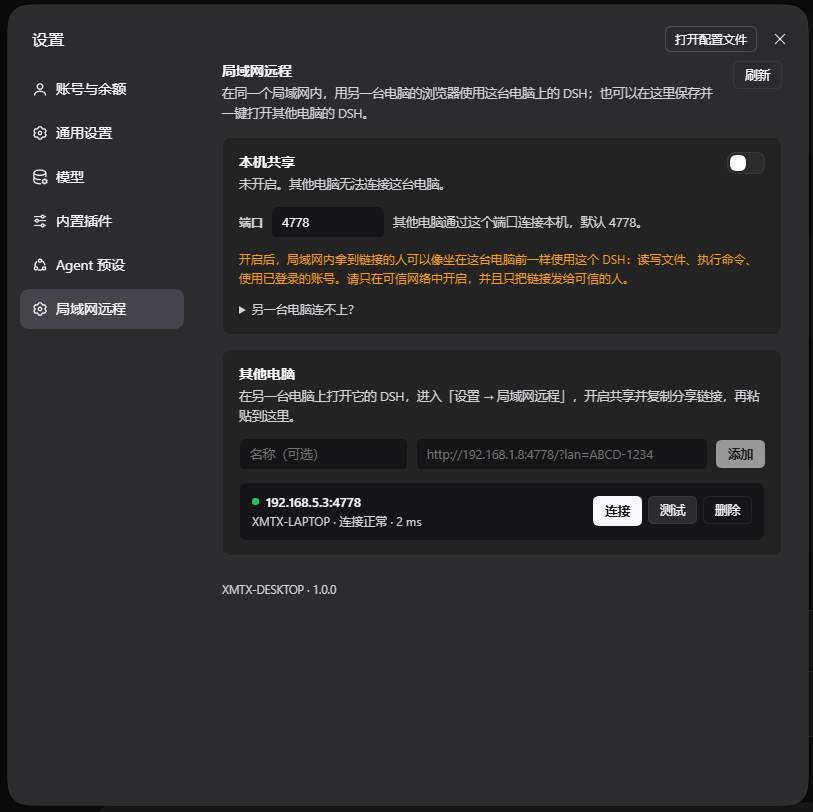 设置
打开配置文件
账号与余额
通用设置
模型
内置插件
Agent 预设
局域网远程
局域网远程
刷新
在同一个局域网内，用另一台电脑的浏览器使用这台电脑上的 DSH；也可以在这里保存并
一键打开其他电脑的 DSH。
本机共享
未开启。其他电脑无法连接这台电脑。
端口 4778 其他电脑通过这个端口连接本机，默认 4778。
开启后，局域网内拿到链接的人可以像坐在这台电脑前一样使用这个 DSH：读写文件、执行命令、
使用已登录的账号。请只在可信网络中开启，并且只把链接发给可信的人。
另一台电脑连不上?
其他电脑
在另一台电脑上打开它的 DSH，进入「设置 → 局域网远程」，开启共享并复制分享链接，再粘
贴到这里。
名称（可选） http://192.168.1.8:4778/?lan=ABCD-1234 添加
192.168.5.3:4778
XMTX-LAPTOP · 连接正常 · 2 ms
连接 测试 删除
XMTX-DESKTOP · 1.0.0